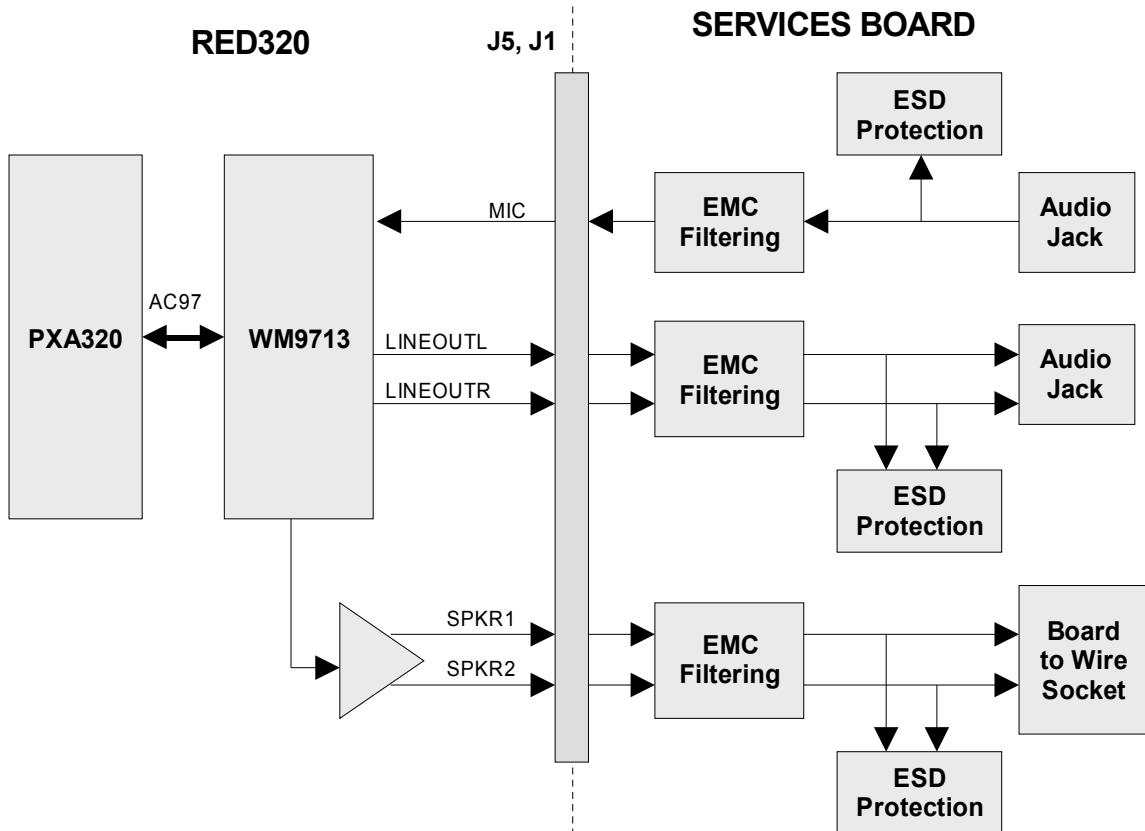 RED320
J5, J1
SERVICES BOARD
ESD
Protection
MIC
EMC
Filtering
Audio
Jack
PXA320
AC97
WM9713
LINEOUTL
LINEOUTR
EMC
Filtering
Audio
Jack
ESD
Protection
SPKR1
SPKR2
EMC
Filtering
Board
to Wire
Socket
ESD
Protection